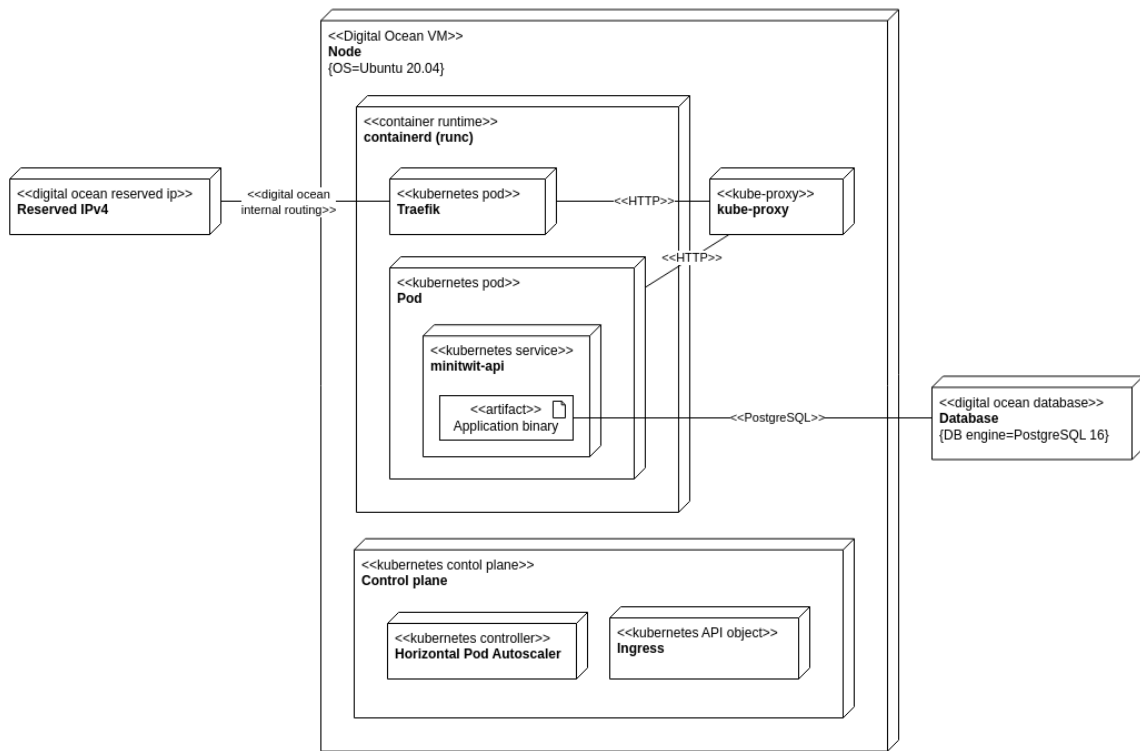 <<Digital Ocean VM>>
Node
{OS=Ubuntu 20.04}
<<container runtime>>
containerd (runc)
<<digital ocean reserved ip>>
Reserved IPv4
<<digital ocean
internal routing>>
<<kubernetes pod>>
Traefik
<<HTTP>>
<<kube-proxy>>
kube-proxy
<<HTTP>>
<<kubernetes pod>>
Pod
<<kubernetes service>>
minitwit-api
<<artifact>>
Application binary
<<PostgreSQL>>
<<digital ocean database>>
Database
{DB engine=PostgreSQL 16}
<<kubernetes contol plane>>
Control plane
<<kubernetes controller>>
Horizontal Pod Autoscaler
<<kubernetes API object>>
Ingress